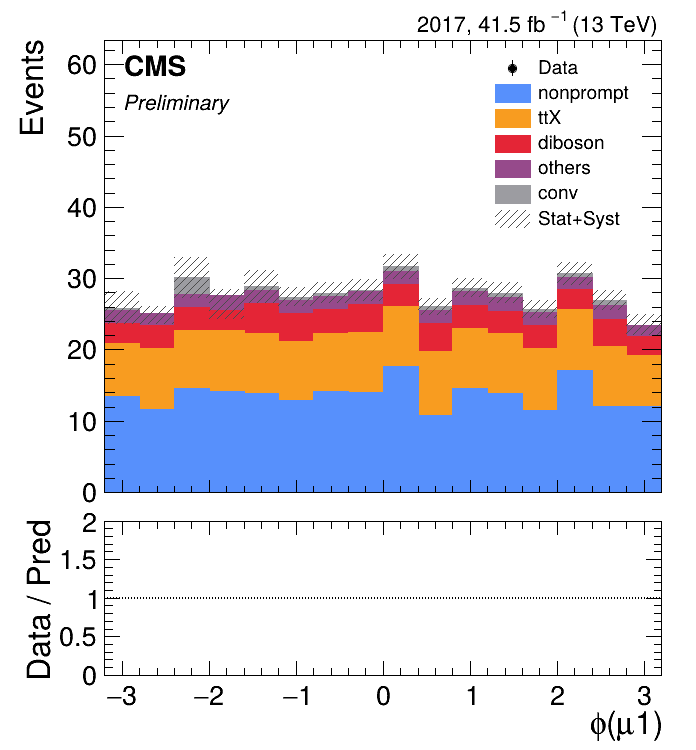 2017, 41.5 fb⁻¹ (13 TeV)
Events
60
50
40
30
20
10
0
CMS
Preliminary
Data
nonprompt
ttX
diboson
others
conv
Stat+Syst
Data / Pred
2
1.5
1
0.5
0
−3 −2 −1 0 1 2 3
ϕ(μ1)